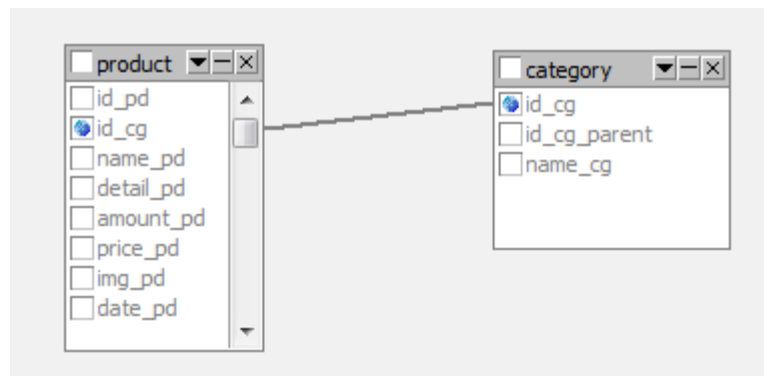 product
id_pd
id_cg
name_pd
detail_pd
amount_pd
price_pd
img_pd
date_pd
category
id_cg
id_cg_parent
name_cg